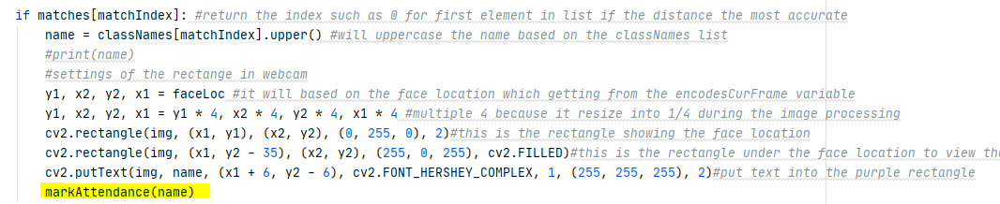 if matches[matchIndex]: #return the index such as 0 for first element in list if the distance the most accurate
name = classNames[matchIndex].upper() #will uppercase the name based on the classNames list
#print(name)
#settings of the rectange in webcam
y1, x2, y2, x1 = faceLoc #it will based on the face location which getting from the encodesCurFrame variable
y1, x2, y2, x1 = y1 * 4, x2 * 4, y2 * 4, x1 * 4 #multiple 4 because it resize into 1/4 during the image processing
cv2.rectangle(img, (x1, y1), (x2, y2), (0, 255, 0), 2)#this is the rectangle showing the face location
cv2.rectangle(img, (x1, y2 - 35), (x2, y2), (255, 0, 255), cv2.FILLED)#this is the rectangle under the face location to view the
cv2.putText(img, name, (x1 + 6, y2 - 6), cv2.FONT_HERSHEY_COMPLEX, 1, (255, 255, 255), 2)#put text into the purple rectangle
markAttendance(name)